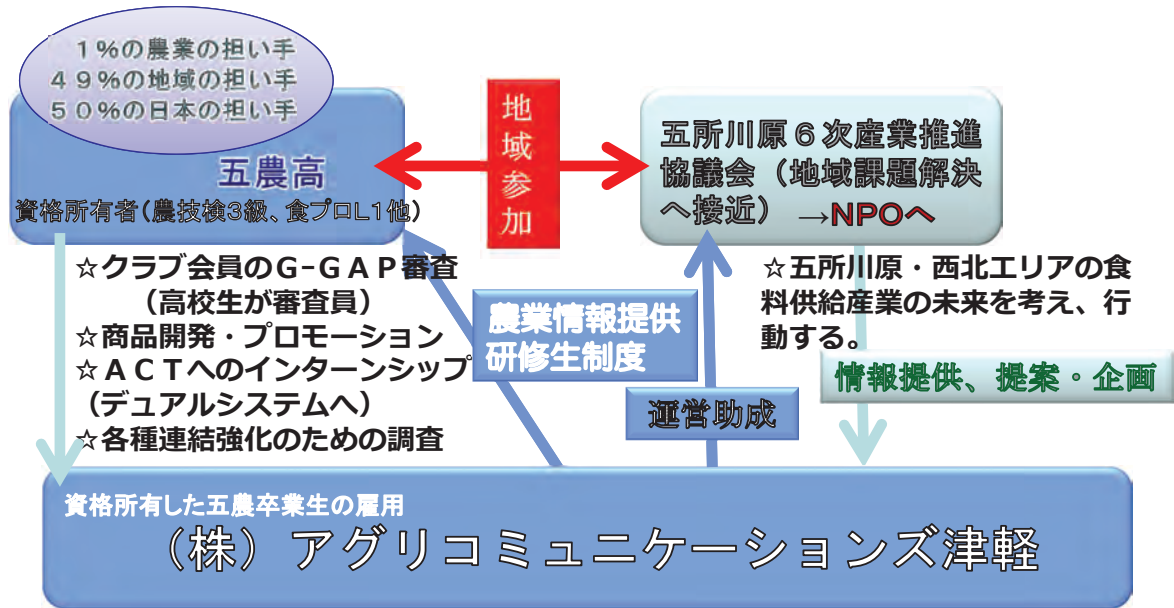 1%の農業の担い手
49%の地域の担い手
50%の日本の担い手
五農高
資格所有者(農技検3級、食プロL1他)
地域参加
五所川原6次産業推進
協議会(地域課題解決
へ接近) →NPOへ
☆クラブ会員のG-GAP審査
(高校生が審査員)
☆商品開発・プロモーション
☆ACTへのインターンシップ
(デュアルシステムへ)
☆各種連結強化のための調査
農業情報提供
研修生制度
運営助成
☆五所川原・西北エリアの食
料供給産業の未来を考え、行
動する。
情報提供、提案・企画
資格所有した五農卒業生の雇用
(株)アグリコミュニケーションズ津軽